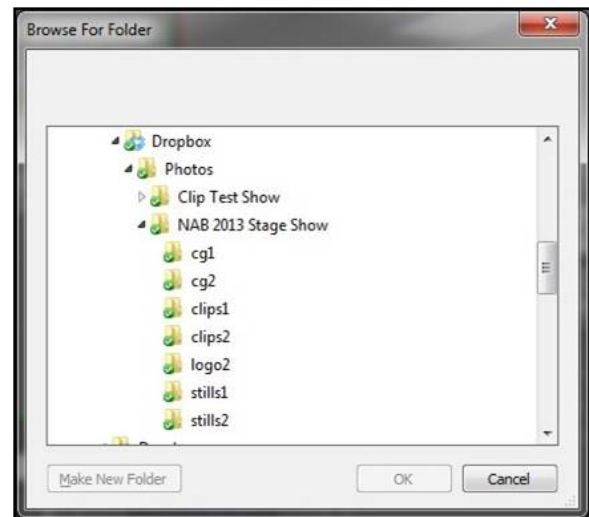 Browse For Folder
Dropbox
Photos
Clip Test Show
NAB 2013 Stage Show
cg1
cg2
clips1
clips2
logo2
stills1
stills2
Make New Folder
OK
Cancel